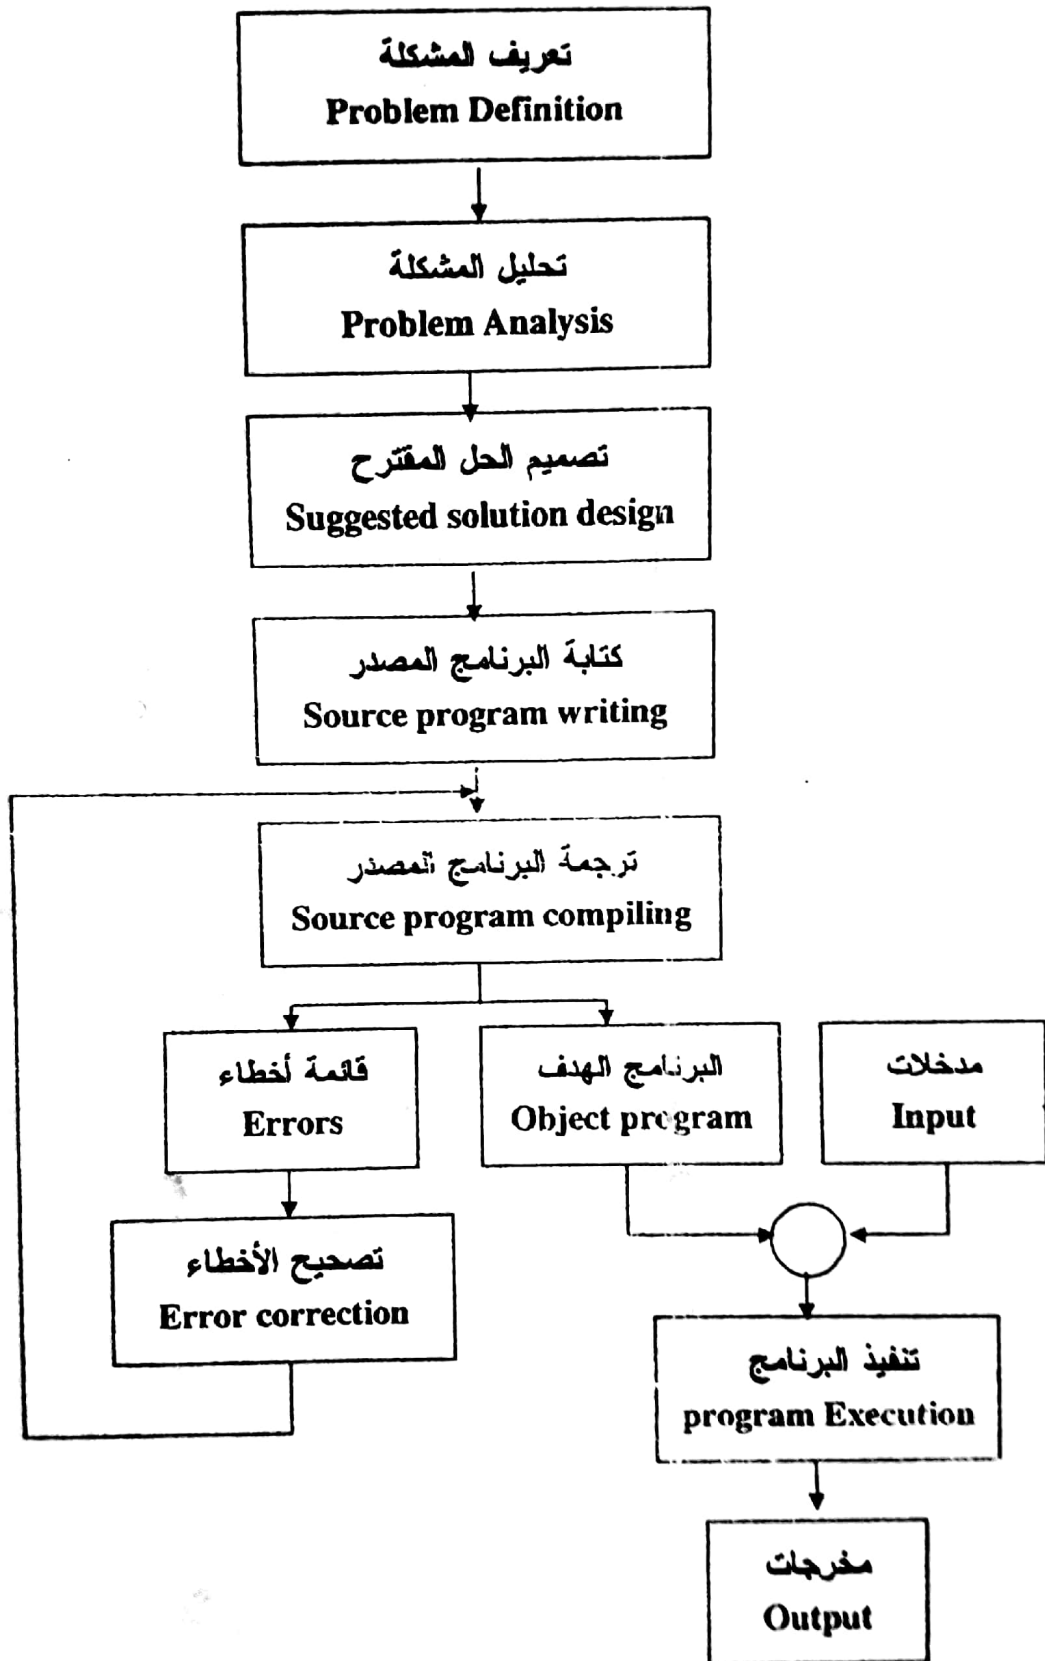 تعريف المشكلة
Problem Definition
تحليل المشكلة
Problem Analysis
تصميم الحل المقترح
Suggested solution design
كتابة البرنامج المصدر
Source program writing
ترجمة البرنامج المصدر
Source program compiling
قائمة أخطاء
Errors
البرنامج الهدف
Object program
مدخلات
Input
تصحيح الأخطاء
Error correction
تنفيذ البرنامج
program Execution
مخرجات
Output